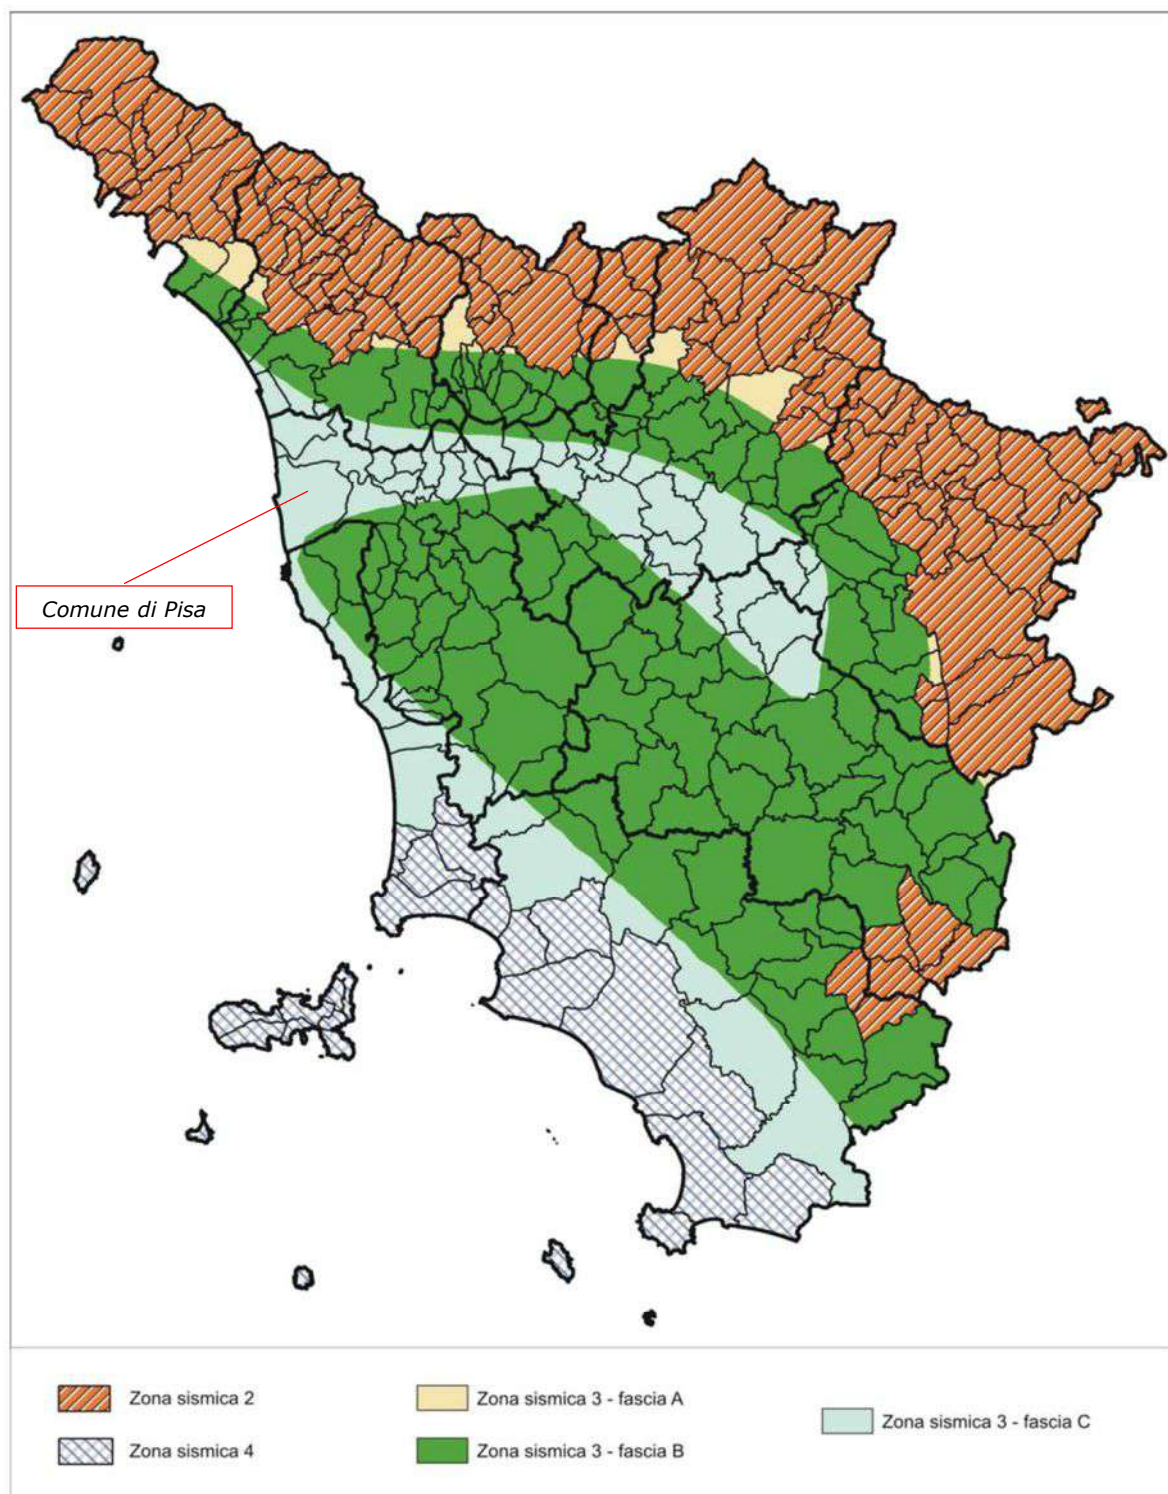 Comune di Pisa
Zona sismica 2
Zona sismica 3 - fascia A
Zona sismica 3 - fascia C
Zona sismica 4
Zona sismica 3 - fascia B